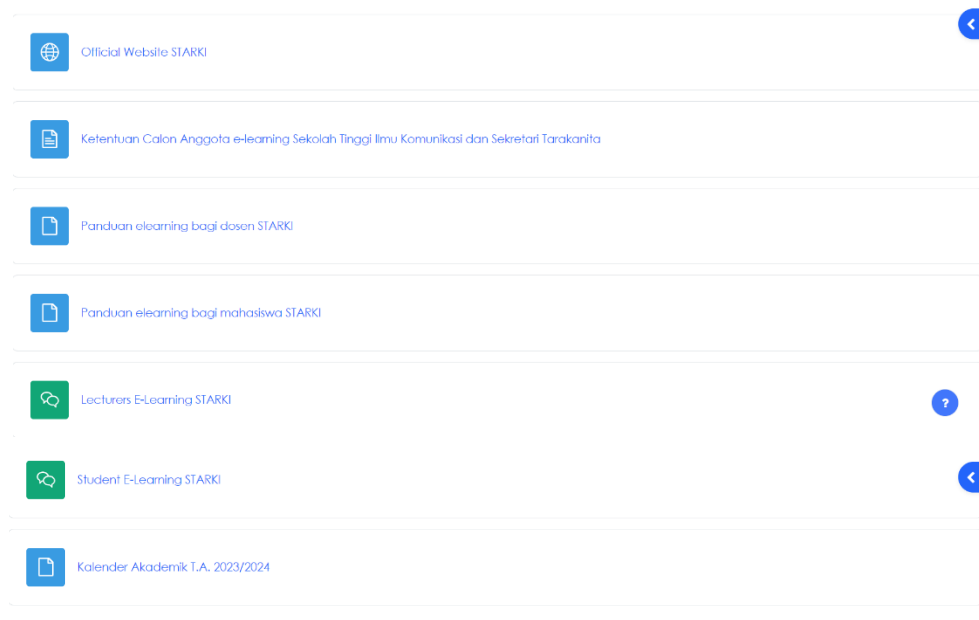 Official Website STARKI
Ketentuan Calon Anggota e-learning Sekolah Tinggi Ilmu Komunikasi dan Sekretari Tarakanita
Panduan elearning bagi dosen STARKI
Panduan elearning bagi mahasiswa STARKI
Lecturers E-Learning STARKI
?
Student E-Learning STARKI
Kalender Akademik T.A. 2023/2024